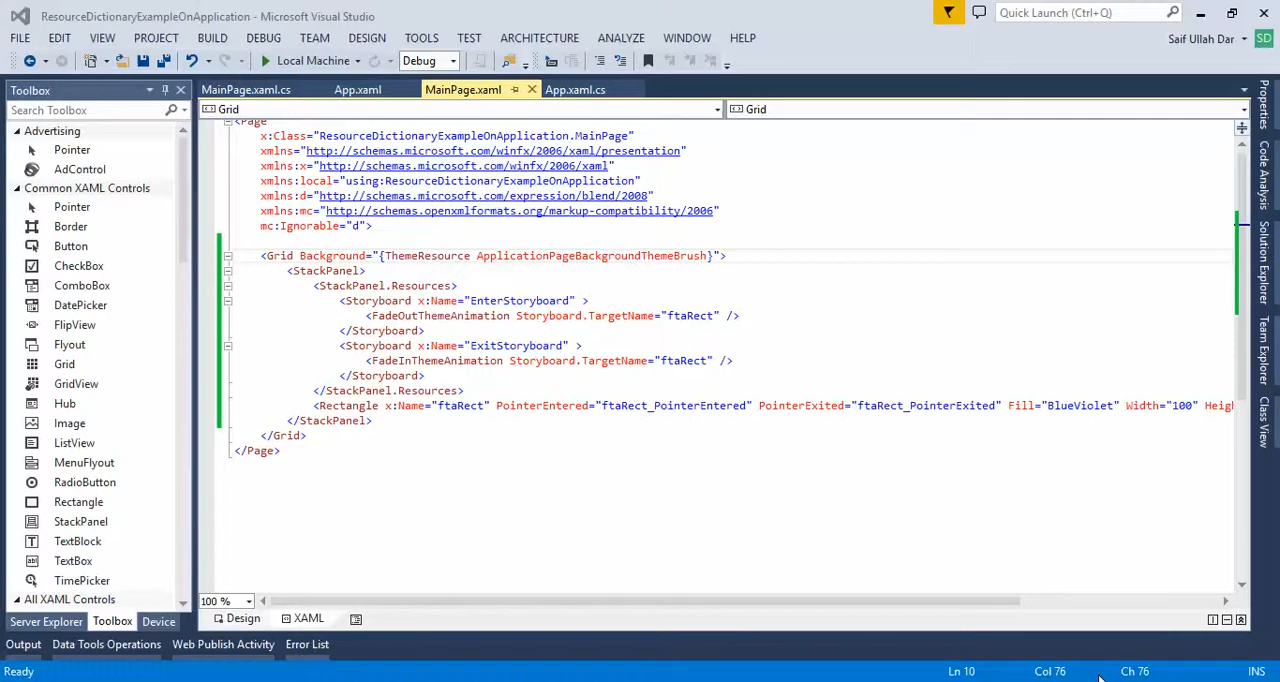 ResourceDictionaryExampleOnApplication - Microsoft Visual Studio
Quick Launch (Ctrl+Q)
FILE EDIT VIEW PROJECT BUILD DEBUG TEAM DESIGN TOOLS TEST ARCHITECTURE ANALYZE WINDOW HELP
Saif Ullah Dar SD
Local Machine Debug
Toolbox
MainPage.xaml.cs App.xaml MainPage.xaml App.xaml.cs
Search Toolbox
Grid Grid
Advertising
Pointer
AdControl
Common XAML Controls
Pointer
Border
Button
CheckBox
ComboBox
DatePicker
FlipView
Flyout
Grid
GridView
Hub
Image
ListView
MenuFlyout
RadioButton
Rectangle
StackPanel
TextBlock
TextBox
TimePicker
All XAML Controls
<Page
x:Class="ResourceDictionaryExampleOnApplication.MainPage"
xmlns="http://schemas.microsoft.com/winfx/2006/xaml/presentation"
xmlns:x="http://schemas.microsoft.com/winfx/2006/xaml"
xmlns:local="using:ResourceDictionaryExampleOnApplication"
xmlns:d="http://schemas.microsoft.com/expression/blend/2008"
xmlns:mc="http://schemas.openxmlformats.org/markup-compatibility/2006"
mc:Ignorable="d">
<Grid Background="{ThemeResource ApplicationPageBackgroundThemeBrush}">
<StackPanel>
<StackPanel.Resources>
<Storyboard x:Name="EnterStoryboard" >
<FadeOutThemeAnimation Storyboard.TargetName="ftaRect" />
</Storyboard>
<Storyboard x:Name="ExitStoryboard" >
<FadeInThemeAnimation Storyboard.TargetName="ftaRect" />
</Storyboard>
</StackPanel.Resources>
<Rectangle x:Name="ftaRect" PointerEntered="ftaRect_PointerEntered" PointerExited="ftaRect_PointerExited" Fill="BlueViolet" Width="100" Heig
</StackPanel>
</Grid>
</Page>
Properties
Code Analysis
Solution Explorer
Team Explorer
Class View
100 %
Design XAML
Server Explorer Toolbox Device
Output Data Tools Operations Web Publish Activity Error List
Ready Ln 10 Col 76 Ch 76 INS